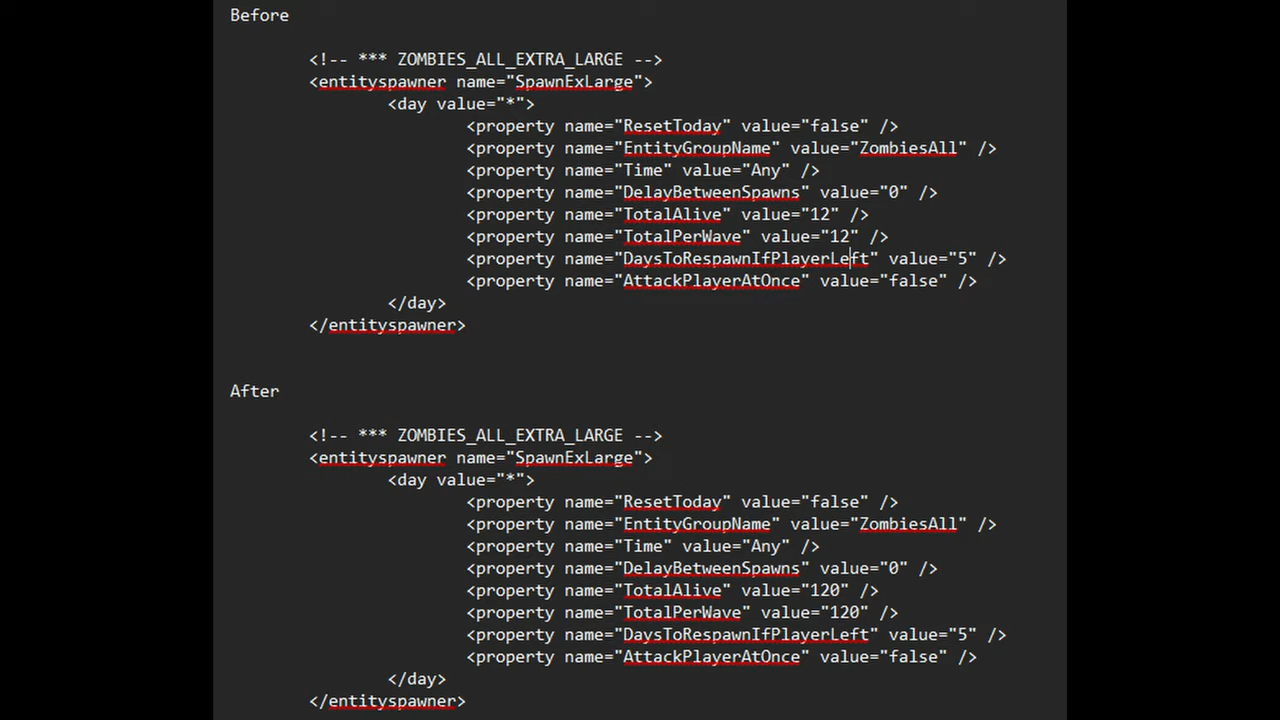 Before
<!-- *** ZOMBIES_ALL_EXTRA_LARGE -->
<entityspawner name="SpawnExLarge">
<day value="*">
<property name="ResetToday" value="false" />
<property name="EntityGroupName" value="ZombiesAll" />
<property name="Time" value="Any" />
<property name="DelayBetweenSpawns" value="0" />
<property name="TotalAlive" value="12" />
<property name="TotalPerWave" value="12" />
<property name="DaysToRespawnIfPlayerLeft" value="5" />
<property name="AttackPlayerAtOnce" value="false" />
</day>
</entityspawner>
After
<!-- *** ZOMBIES_ALL_EXTRA_LARGE -->
<entityspawner name="SpawnExLarge">
<day value="*">
<property name="ResetToday" value="false" />
<property name="EntityGroupName" value="ZombiesAll" />
<property name="Time" value="Any" />
<property name="DelayBetweenSpawns" value="0" />
<property name="TotalAlive" value="120" />
<property name="TotalPerWave" value="120" />
<property name="DaysToRespawnIfPlayerLeft" value="5" />
<property name="AttackPlayerAtOnce" value="false" />
</day>
</entityspawner>